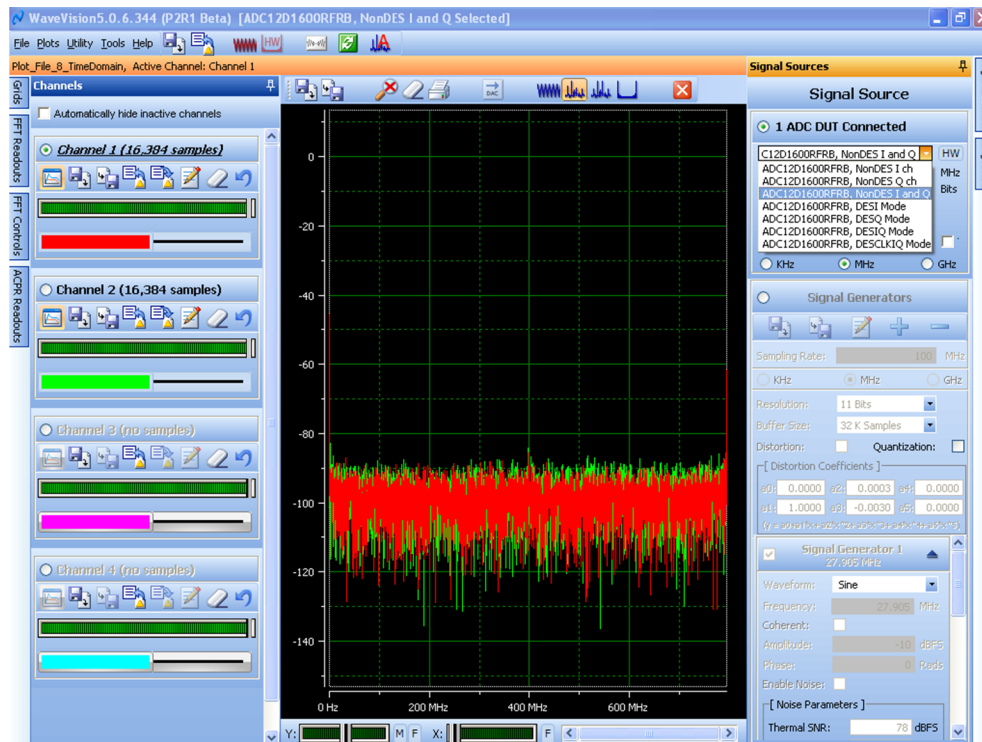 WaveVision5.0.6.344 (P2R1 Beta) [ADC12D1600RFRB, NonDES I and Q Selected]
File Plots Utility Tools Help HW
Plot_File_8_TimeDomain, Active Channel: Channel 1
Grids
FFT Readouts
FFT Controls
ACPR Readouts
Channels
Automatically hide inactive channels
Channel 1 (16,384 samples)
Channel 2 (16,384 samples)
Channel 3 (no samples)
Channel 4 (no samples)
DAC
0
-20
-40
-60
-80
-100
-120
-140
0 Hz 200 MHz 400 MHz 600 MHz
Y: M F X: F
Signal Sources
Signal Source
1 ADC DUT Connected
C12D1600RFRB, NonDES I and Q HW
ADC12D1600RFRB, NonDES I ch
MHz
ADC12D1600RFRB, NonDES Q ch
ADC12D1600RFRB, NonDES I and Q
Bits
ADC12D1600RFRB, DESI Mode
ADC12D1600RFRB, DESQ Mode
ADC12D1600RFRB, DESIQ Mode
ADC12D1600RFRB, DESCLKIQ Mode
KHz MHz GHz
Signal Generators
Sampling Rate: 100 MHz
KHz MHz GHz
Resolution: 11 Bits
Buffer Size: 32 K Samples
Distortion: Quantization:
[ Distortion Coefficients ]
a0: 0.0000 a2: 0.0003 a4: 0.0000
a1: 1.0000 a3: -0.0030 a5: 0.0000
Signal Generator 1
27.905 MHz
Waveform: Sine
Frequency: 27.905 MHz
Coherent:
Amplitude: -10 dBFS
Phase: 0 Rads
Enable Noise:
[ Noise Parameters ]
Thermal SNR: 78 dBFS